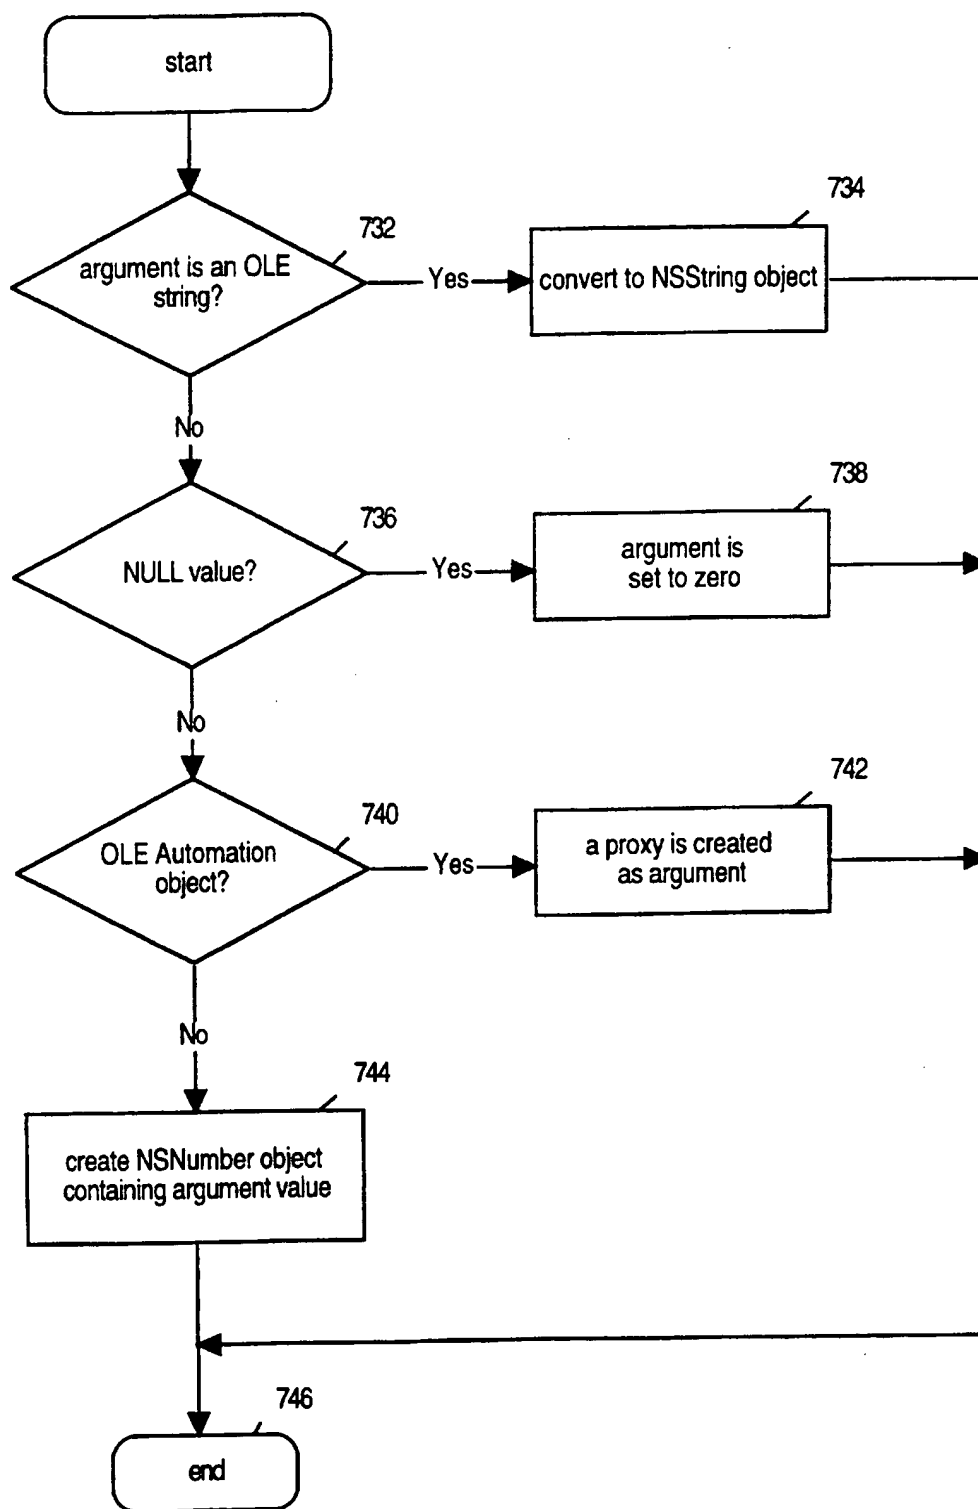 start
732
argument is an OLE
string?
Yes
734
convert to NSString object
No
736
NULL value?
Yes
738
argument is
set to zero
No
740
OLE Automation
object?
Yes
742
a proxy is created
as argument
No
744
create NSNumber object
containing argument value
746
end